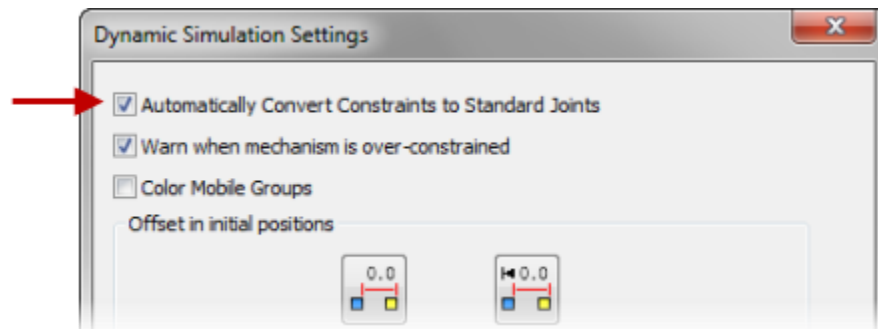 Dynamic Simulation Settings
Automatically Convert Constraints to Standard Joints
Warn when mechanism is over-constrained
Color Mobile Groups
Offset in initial positions
0.0 0.0